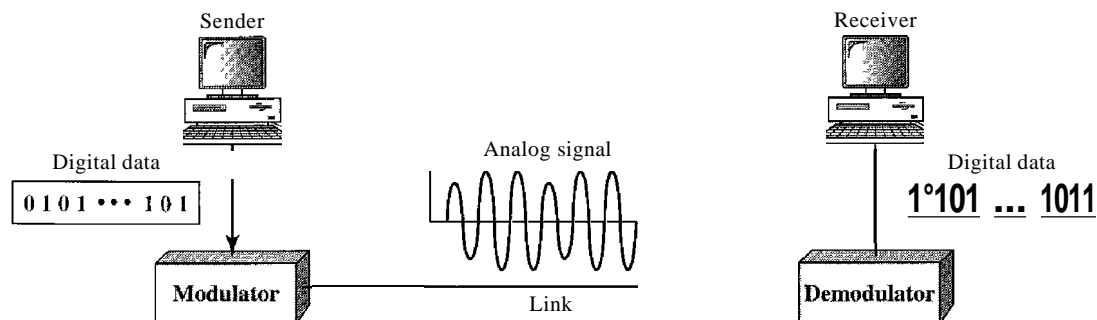 Sender
Receiver
Digital data
0101 ••• 101
Analog signal
Digital data
1°101 ... 1011
Modulator
Link
Demodulator